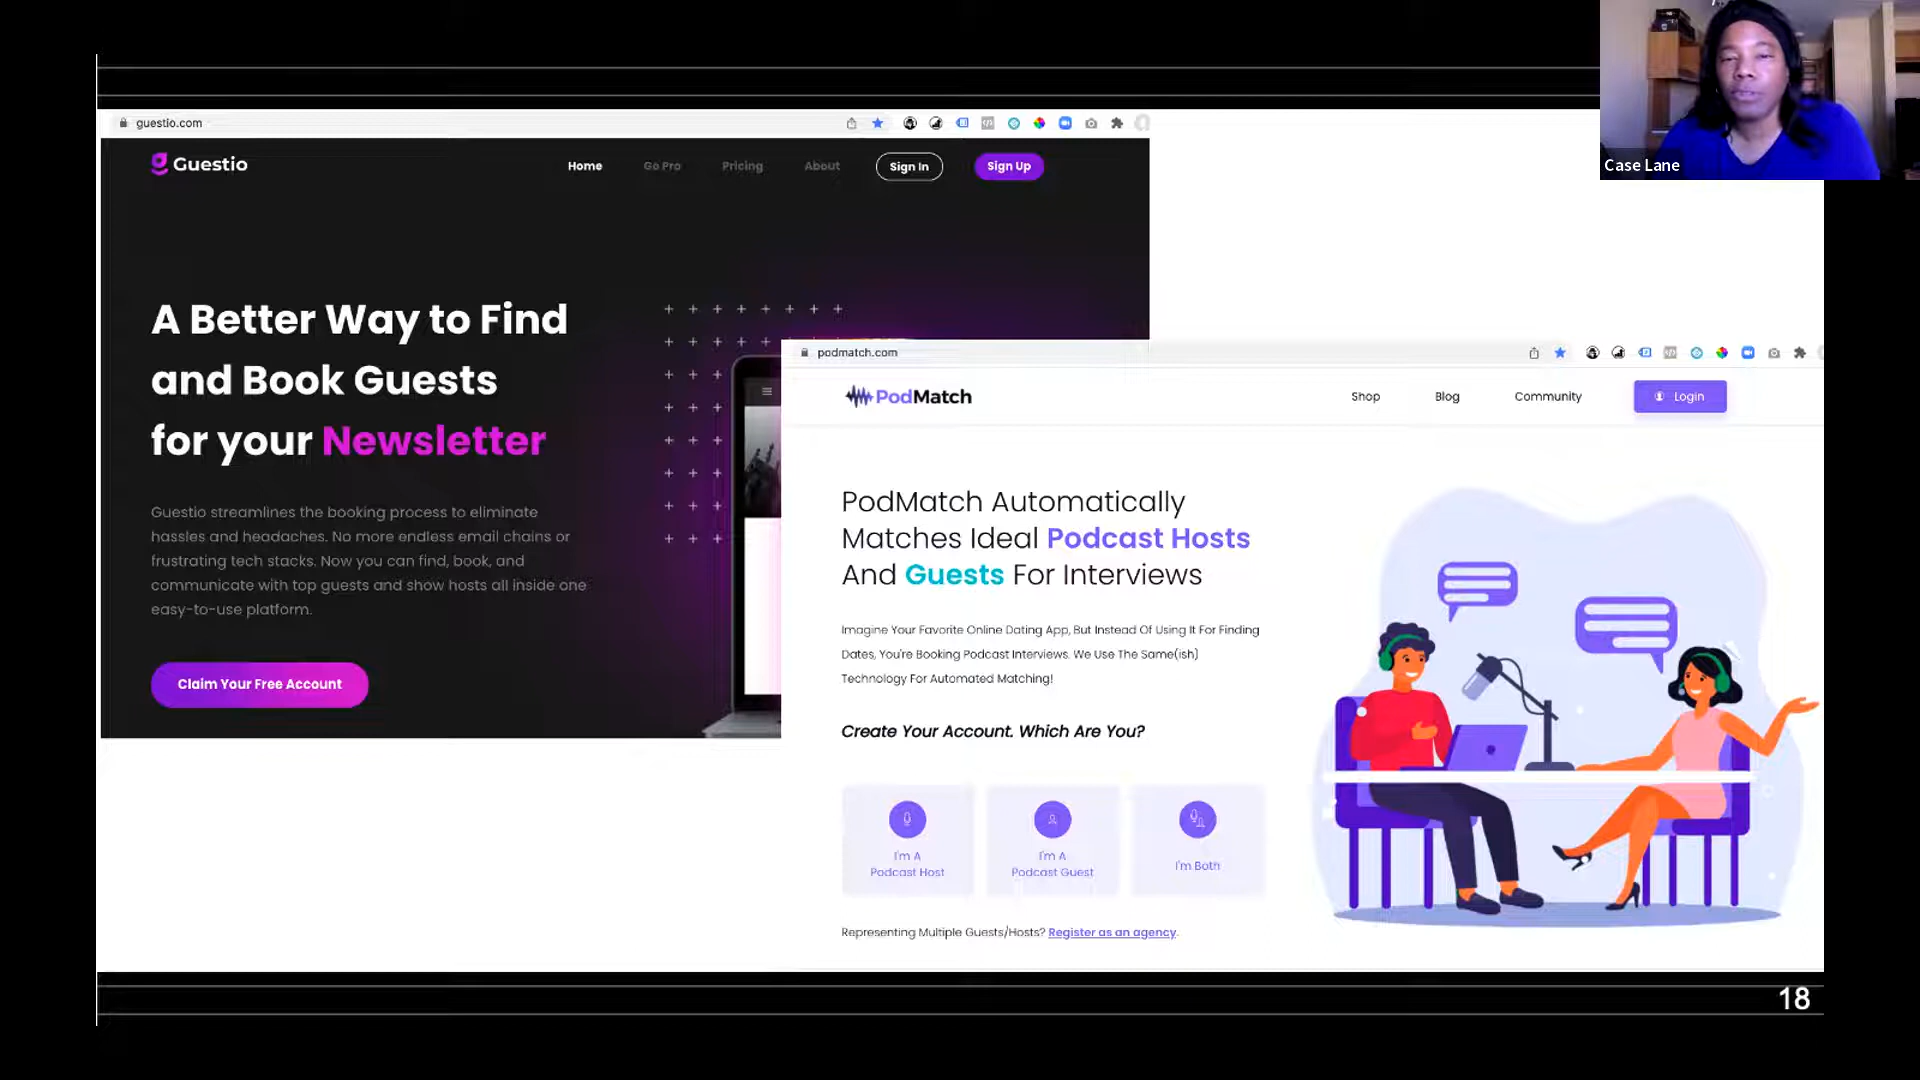 Case Lane
guestio.com
Guestio
Home Go Pro Pricing About Sign In Sign Up
A Better Way to Find
and Book Guests
for your Newsletter
Guestio streamlines the booking process to eliminate
hassles and headaches. No more endless email chains or
frustrating tech stacks. Now you can find, book, and
communicate with top guests and show hosts all inside one
easy-to-use platform.
Claim Your Free Account
podmatch.com
PodMatch
Shop Blog Community Login
PodMatch Automatically
Matches Ideal Podcast Hosts
And Guests For Interviews
Imagine Your Favorite Online Dating App, But Instead Of Using It For Finding
Dates, You're Booking Podcast Interviews. We Use The Same(ish)
Technology For Automated Matching!
Create Your Account. Which Are You?
I'm A
Podcast Host
I'm A
Podcast Guest
I'm Both
Representing Multiple Guests/Hosts? Register as an agency.
18